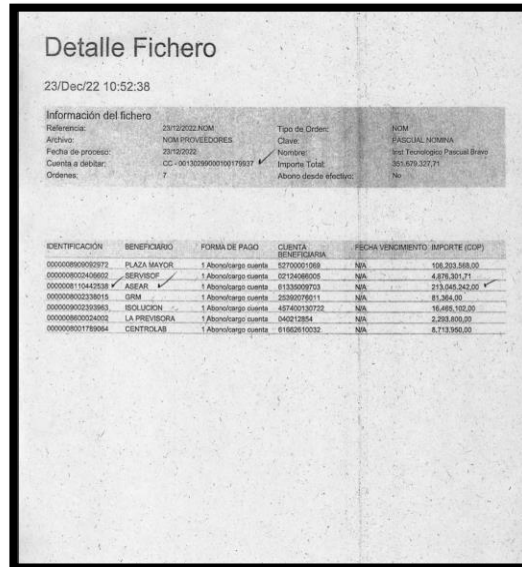 Detalle Fichero
23/Dec/22 10:52:38
Información del fichero
Referencia: 23/12/2022.NOM Tipo de Orden: NOM
Archivo: NOM PROVEEDORES Clave: PASCUAL NOMINA
Fecha de proceso: 23/12/2022 Nombre: Inst Tecnologico Pascual Bravo
Cuenta a debitar: CC - 00130299000100179937 Importe Total: 351.679.327,71
Ordenes: 7 Abono desde efectivo: No
IDENTIFICACIÓN BENEFICIARIO FORMA DE PAGO CUENTA BENEFICIARIA FECHA VENCIMIENTO IMPORTE (COP)
0000008900092972 PLAZA MAYOR 1 Abono/cargo cuenta 52700001069 N/A 106.203.568,00
0000008002406602 SERVISOF 1 Abono/cargo cuenta 02124066005 N/A 4.876.301,71
0000008110442538 ASEAR 1 Abono/cargo cuenta 01335009703 N/A 213.045.242,00
0000008002338015 GRM 1 Abono/cargo cuenta 25392076011 N/A 81.364,00
0000009002393963 ISOLUCION 1 Abono/cargo cuenta 457400130722 N/A 16.465.102,00
0000008600024002 LA PREVISORA 1 Abono/cargo cuenta 040212854 N/A 2.293.800,00
0000008001789064 CENTROLAB 1 Abono/cargo cuenta 61662610032 N/A 8.713.950,00